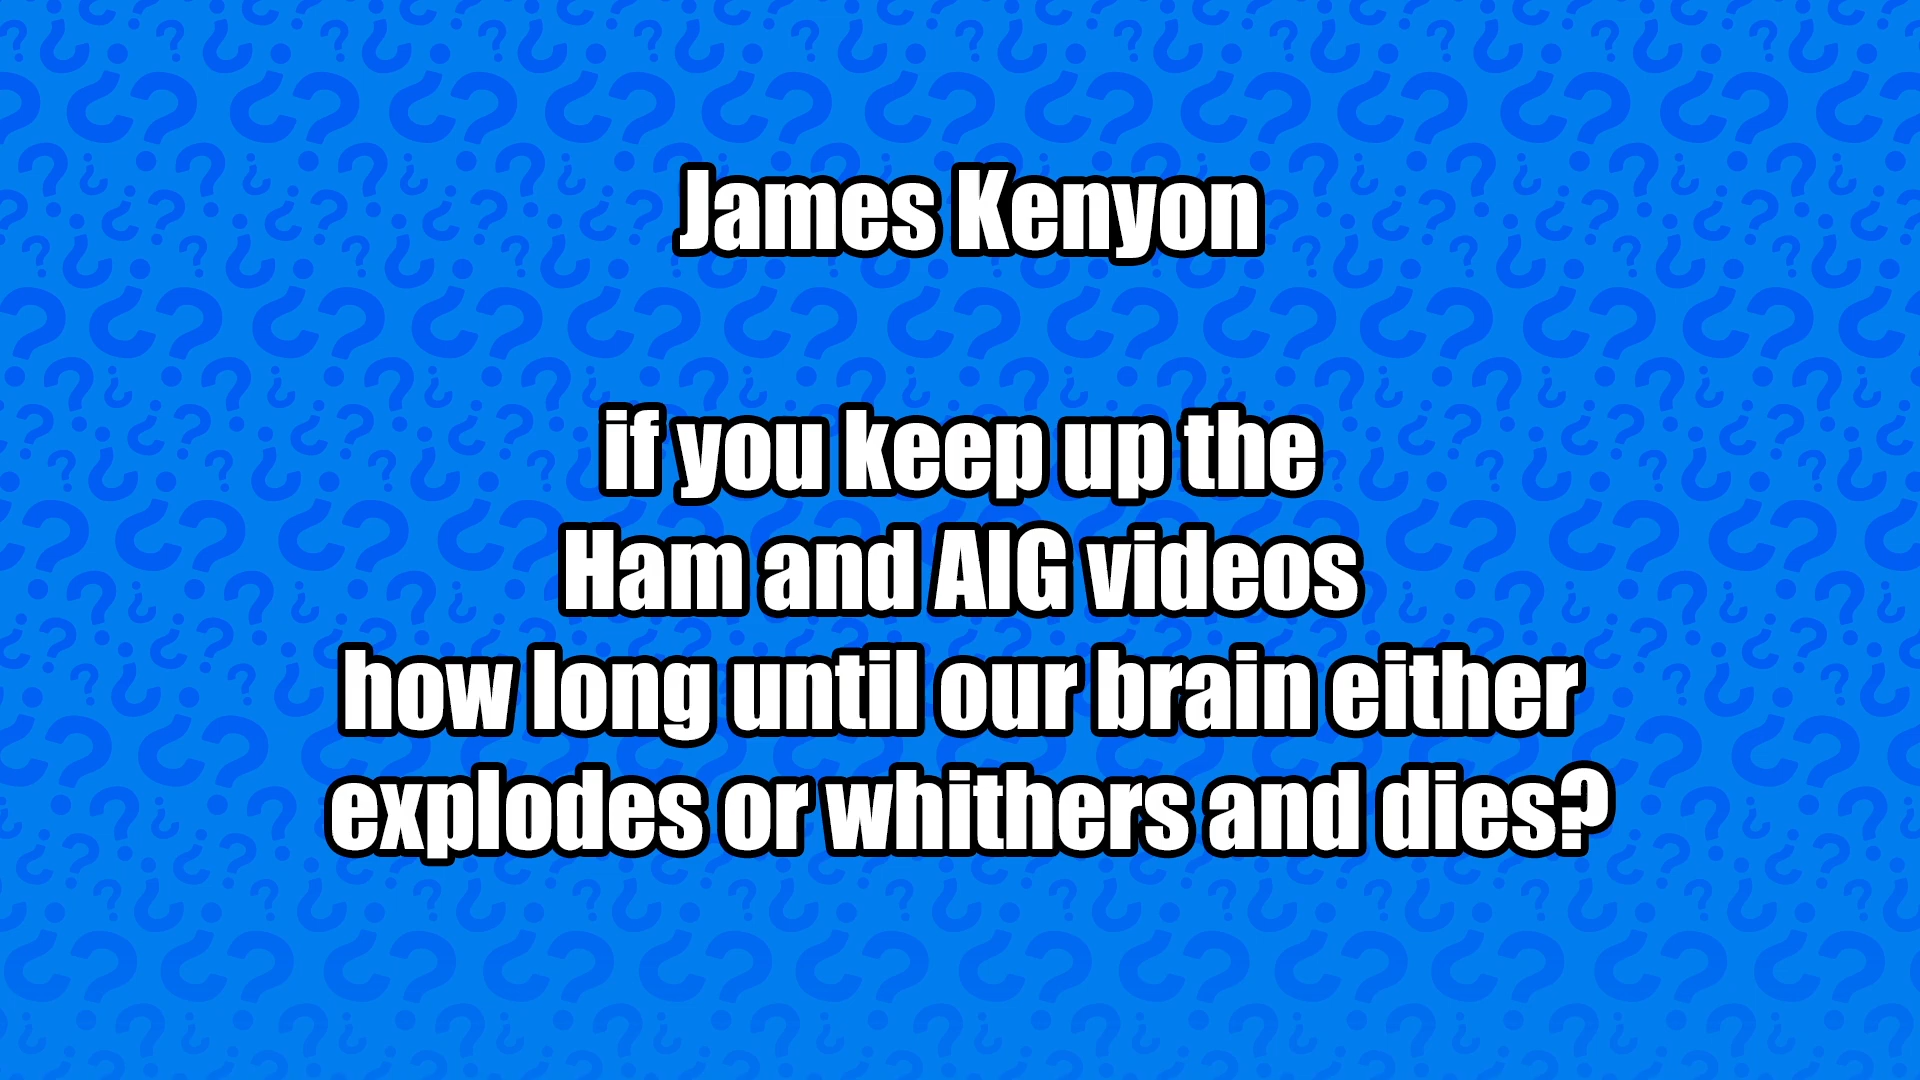 James Kenyon
if you keep up the
Ham and AIG videos
how long until our brain either
explodes or whithers and dies?